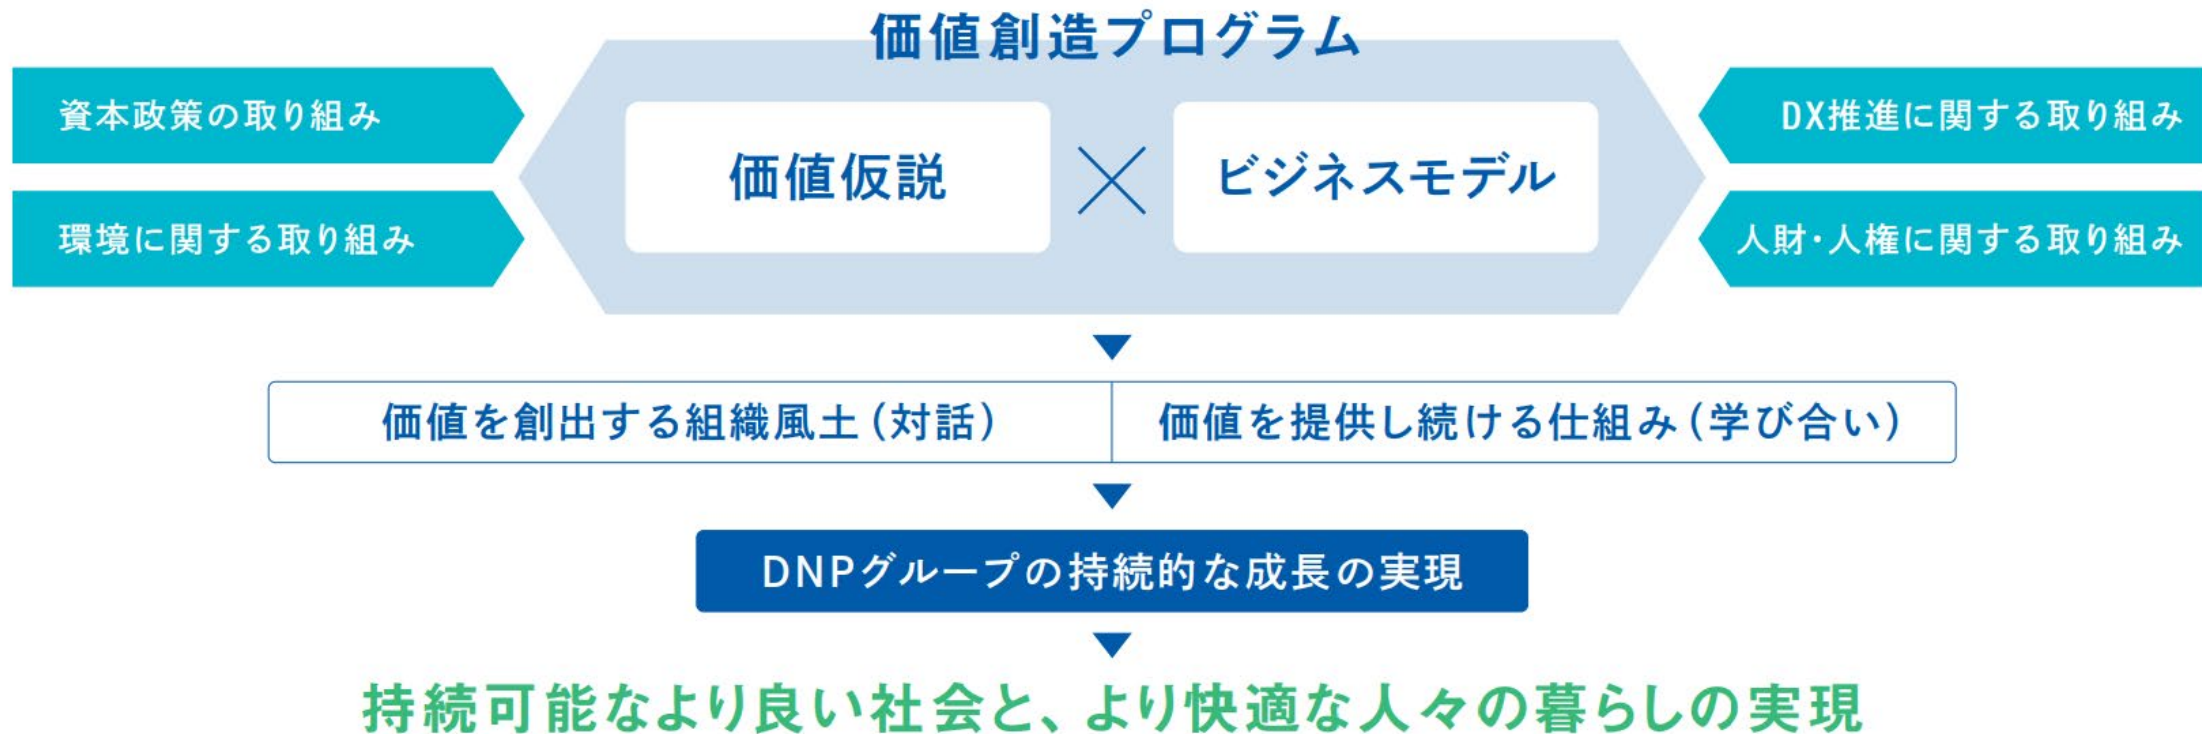 価値創造プログラム
資本政策の取り組み
環境に関する取り組み
価値仮説
ビジネスモデル
DX推進に関する取り組み
人財・人権に関する取り組み
価値を創出する組織風土（対話）
価値を提供し続ける仕組み（学び合い）
DNPグループの持続的な成長の実現
持続可能なより良い社会と、より快適な人々の暮らしの実現